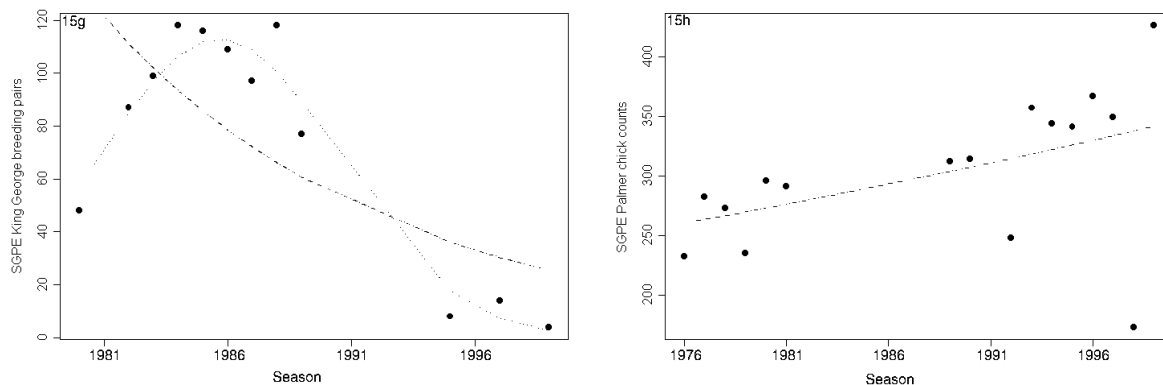 15g
SGPE King George breeding pairs
120
100
80
60
40
20
0
1981 1986 1991 1996
Season
15h
SGPE Palmer chick counts
400
350
300
250
200
1976 1981 1986 1991 1996
Season